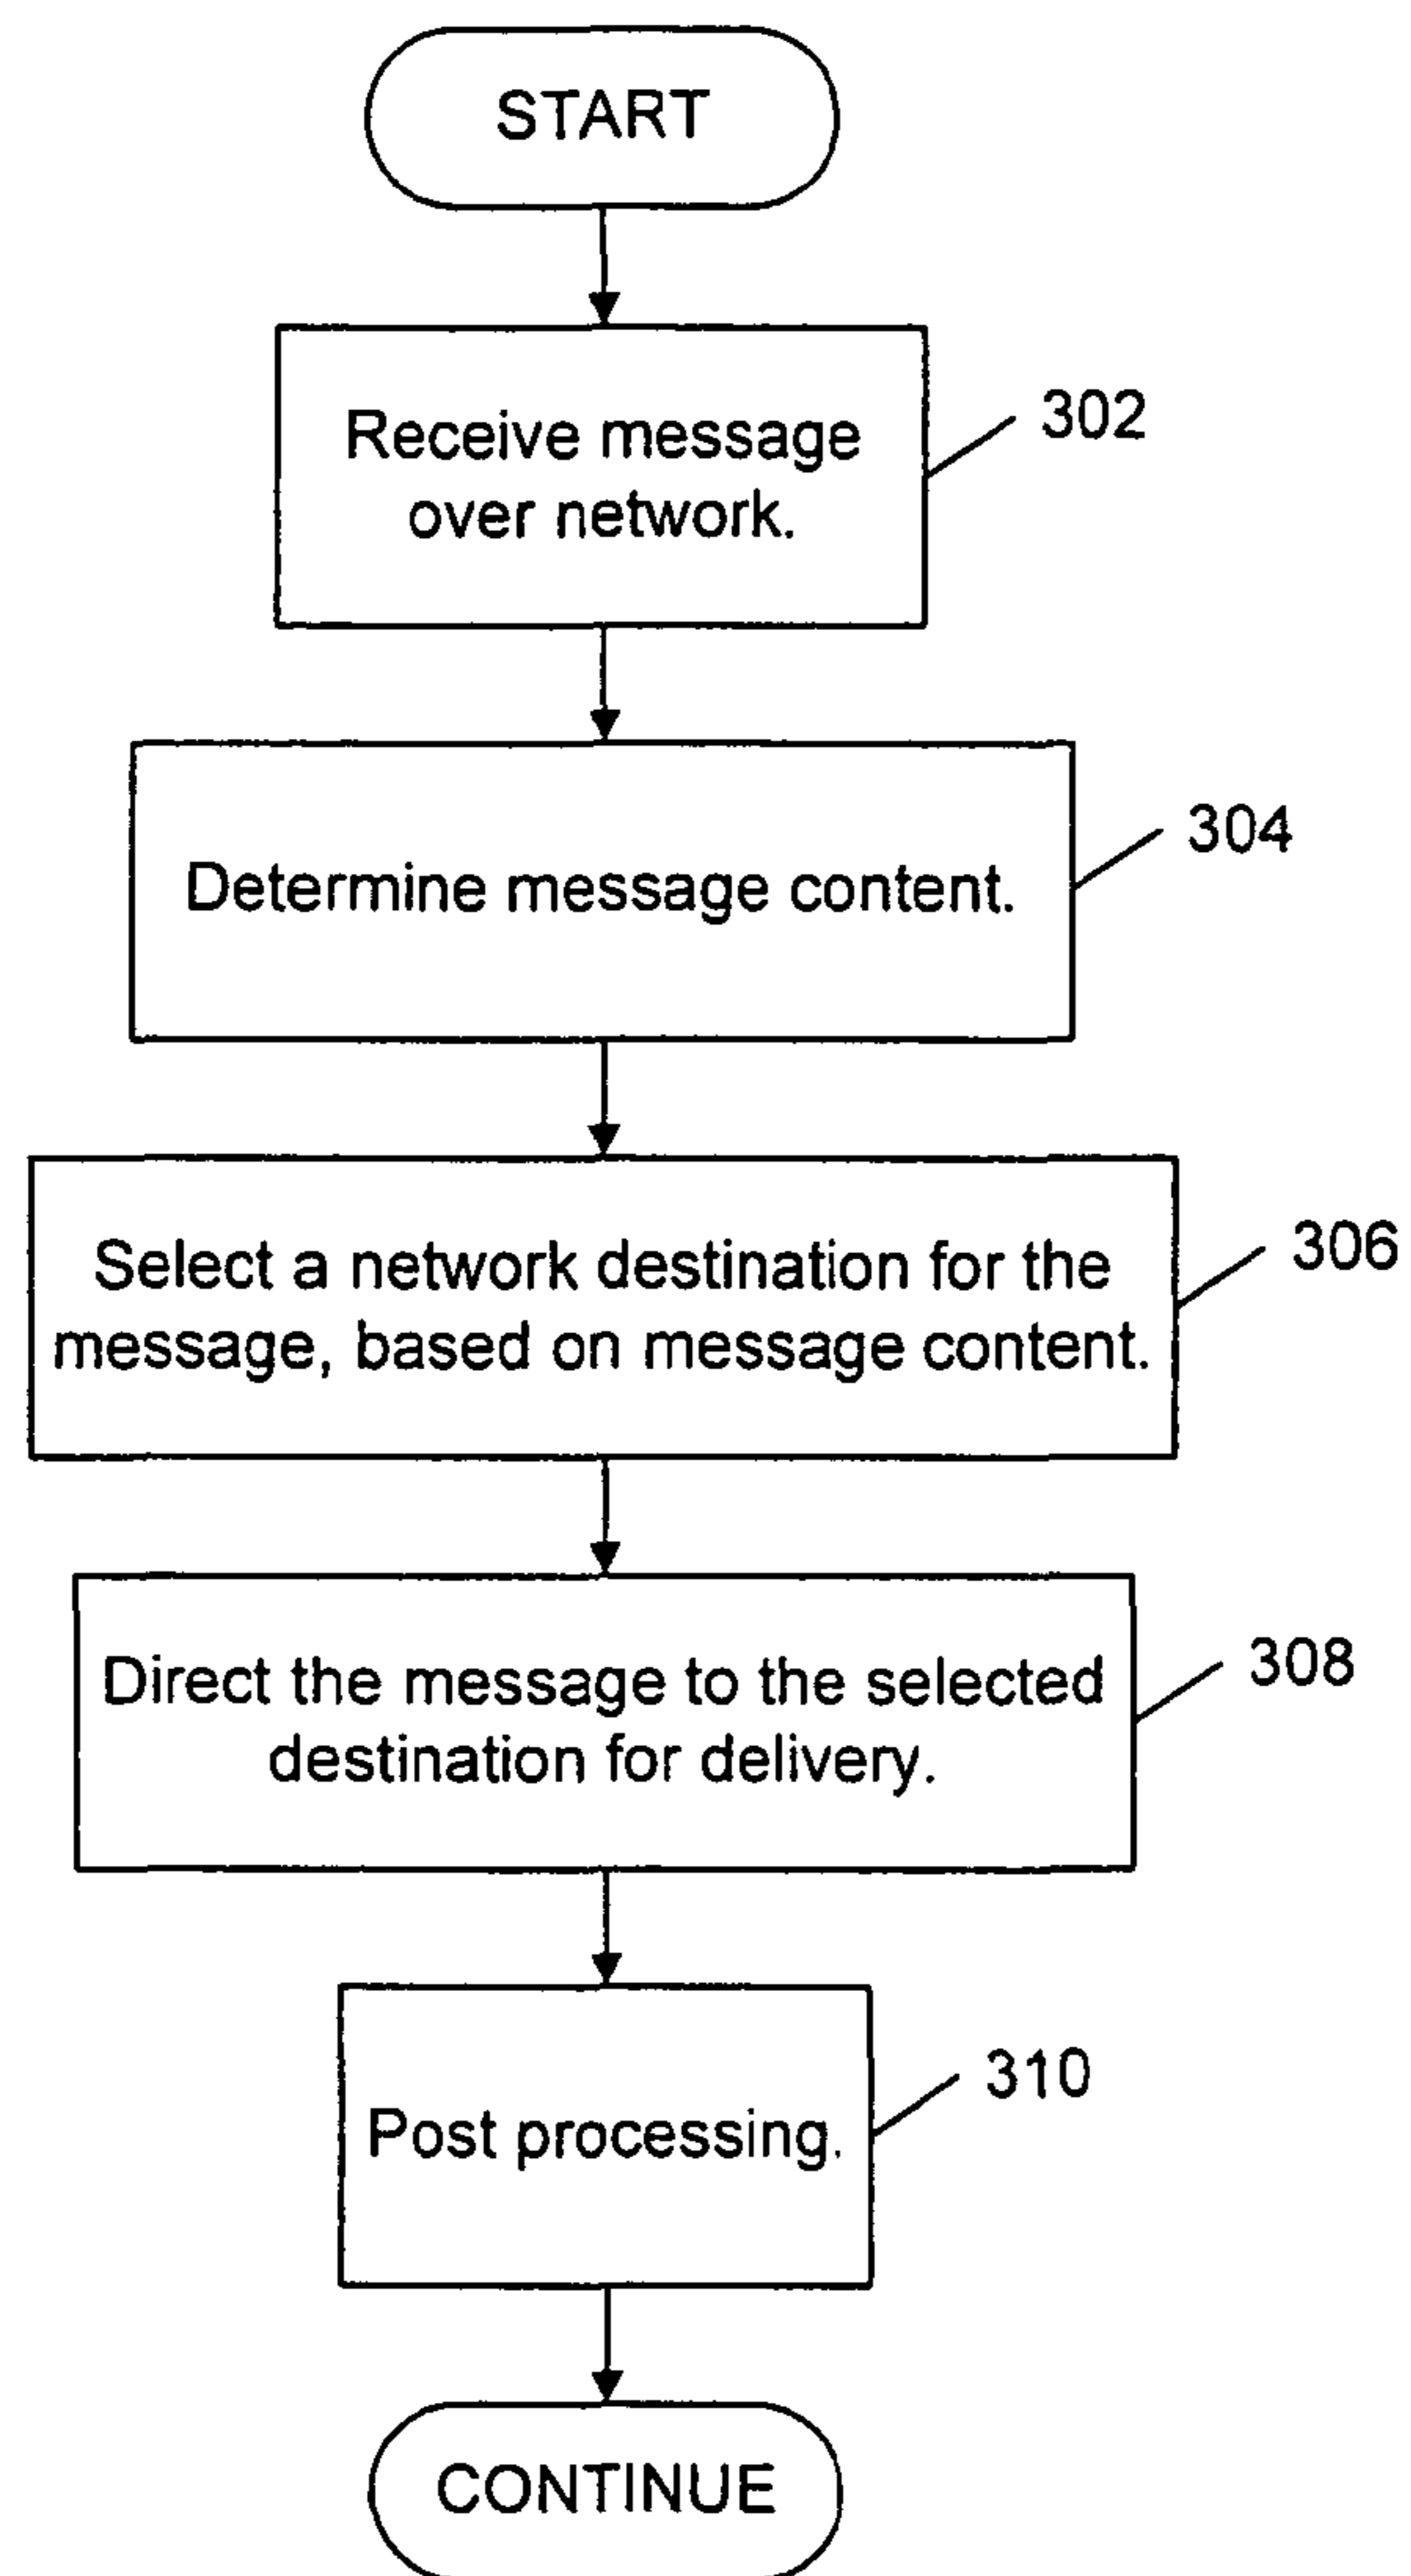 START
Receive message
over network.
302
Determine message content.
304
Select a network destination for the
message, based on message content.
306
Direct the message to the selected
destination for delivery.
308
Post processing.
310
CONTINUE